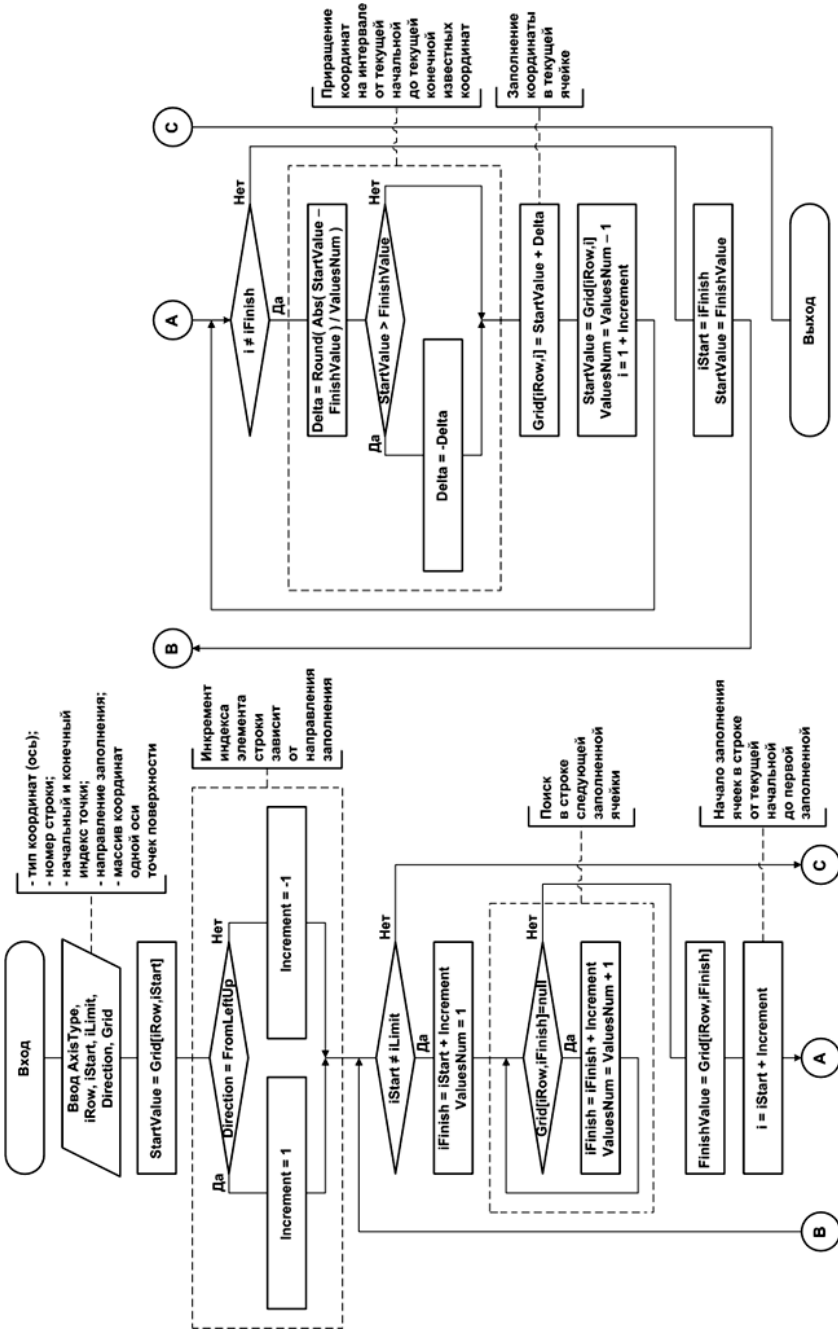 Вход
Ввод AxisType,
iRow, iStart, iLimit,
Direction, Grid
- тип координат (ось);
- номер строки;
- начальный и конечный
индекс точки;
- направление заполнения;
- массив координат
одной оси
точек поверхности
StartValue = Grid[iRow,iStart]
Direction = FromLeftUp
Да
Нет
Increment = 1
Increment = -1
Инкремент
индекса
элемента
строки
зависит
от
направления
заполнения
iStart ≠ iLimit
Нет
Да
iFinish = iStart + Increment
ValuesNum = 1
Grid[iRow,iFinish]=null
Нет
Да
iFinish = iFinish + Increment
ValuesNum = ValuesNum + 1
Поиск
в строке
следующей
заполненной
ячейки
FinishValue = Grid[iRow,iFinish]
i = iStart + Increment
Начало заполнения
ячеек в строке
от текущей
начальной
до первой
заполненной
B
A
C
B
A
C
i ≠ iFinish
Нет
Да
Delta = Round( Abs( StartValue –
FinishValue ) / ValuesNum )
StartValue > FinishValue
Да
Нет
Delta = -Delta
Приращение
координат
на интервале
от текущей
начальной
до текущей
конечной
известных
координат
Grid[iRow,i] = StartValue + Delta
Заполнение
координаты
в текущей
ячейке
StartValue = Grid[iRow,i]
ValuesNum = ValuesNum – 1
i = 1 + Increment
iStart = iFinish
StartValue = FinishValue
Выход